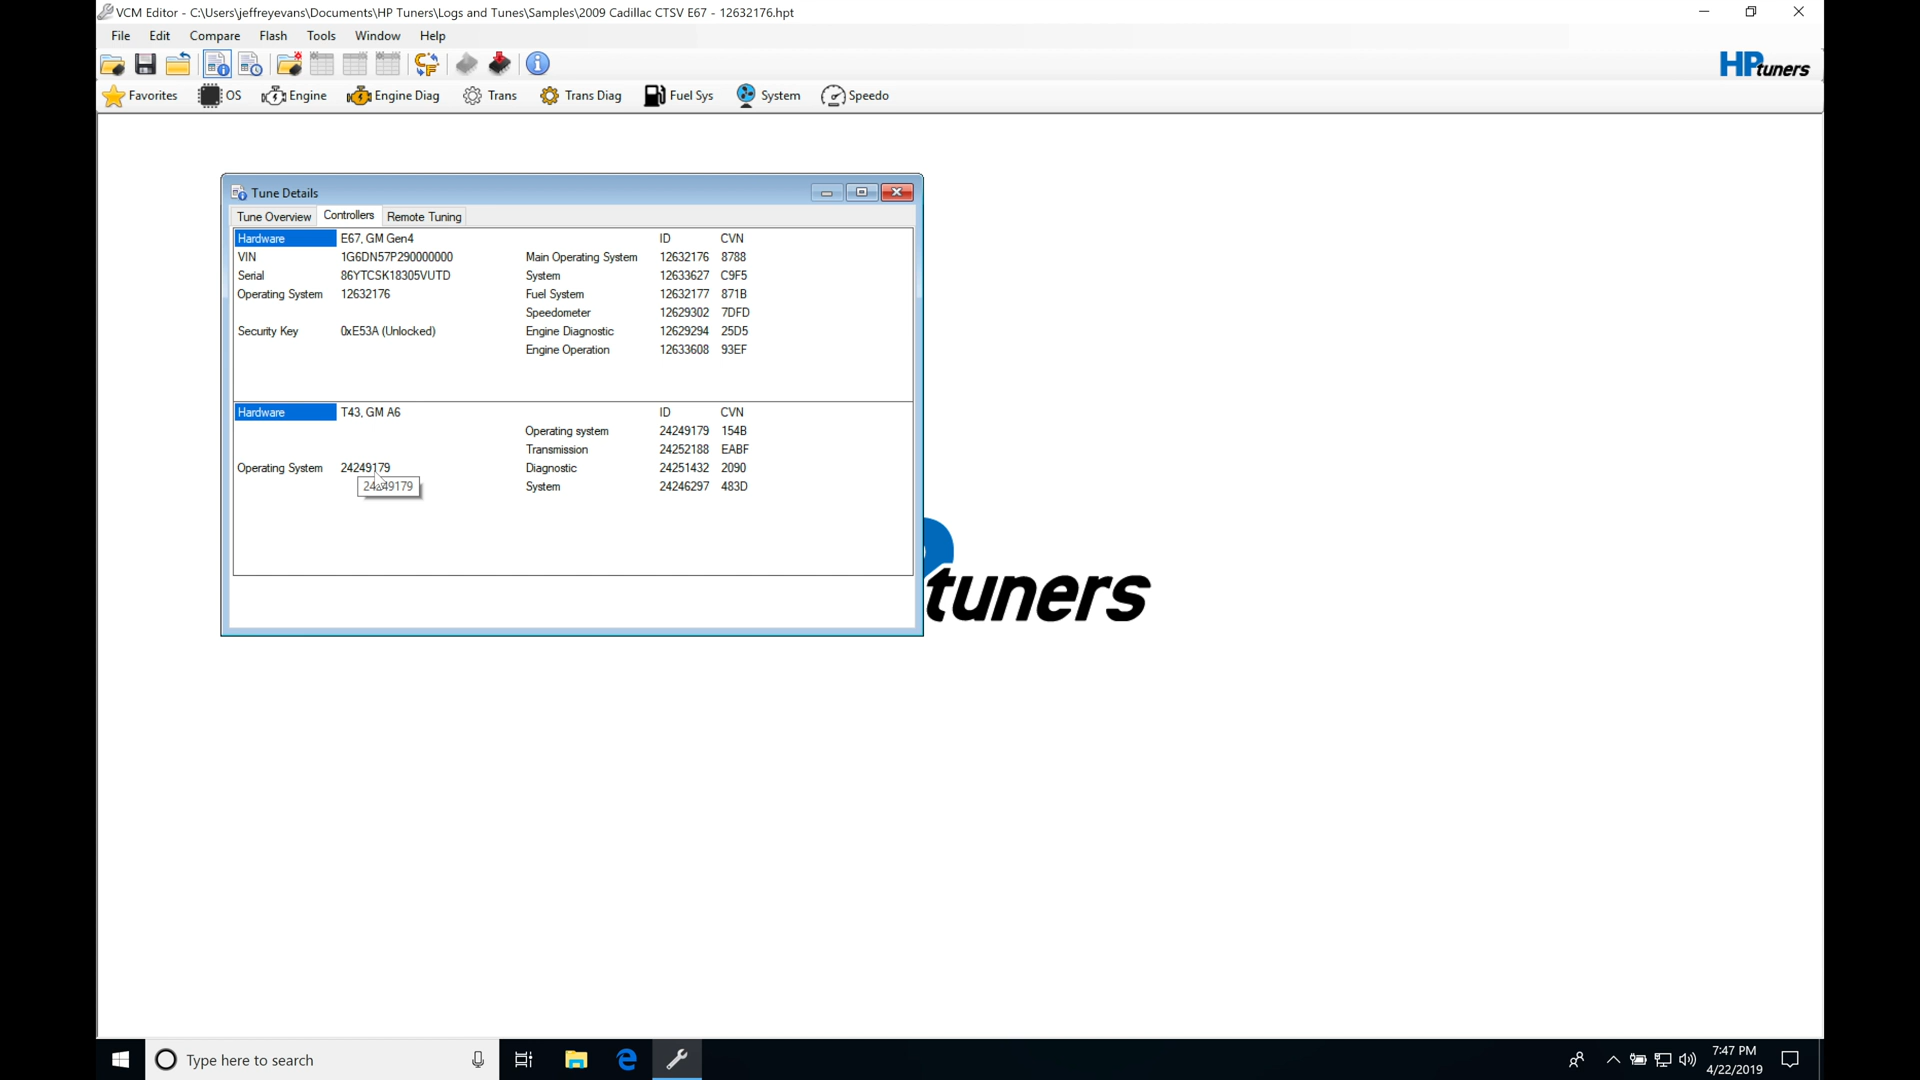 VCM Editor - C:\Users\jeffreyevans\Documents\HP Tuners\Logs and Tunes\Samples\2009 Cadillac CTSV E67 - 12632176.hpt
File Edit Compare Flash Tools Window Help
HPtuners
Favorites OS Engine Engine Diag Trans Trans Diag Fuel Sys System Speedo
Tune Details
Tune Overview Controllers Remote Tuning
Hardware E67, GM Gen4 ID CVN
VIN 1G6DN57P290000000 Main Operating System 12632176 8788
Serial 86YTCSK18305VUTD System 12633627 C9F5
Operating System 12632176 Fuel System 12632177 871B
Speedometer 12629302 7DFD
Security Key 0xE53A (Unlocked) Engine Diagnostic 12629294 25D5
Engine Operation 12633608 93EF
Hardware T43, GM A6 ID CVN
Operating system 24249179 154B
Transmission 24252188 EABF
Operating System 24249179 Diagnostic 24251432 2090
24249179 System 24246297 483D
tuners
Type here to search
7:47 PM
4/22/2019